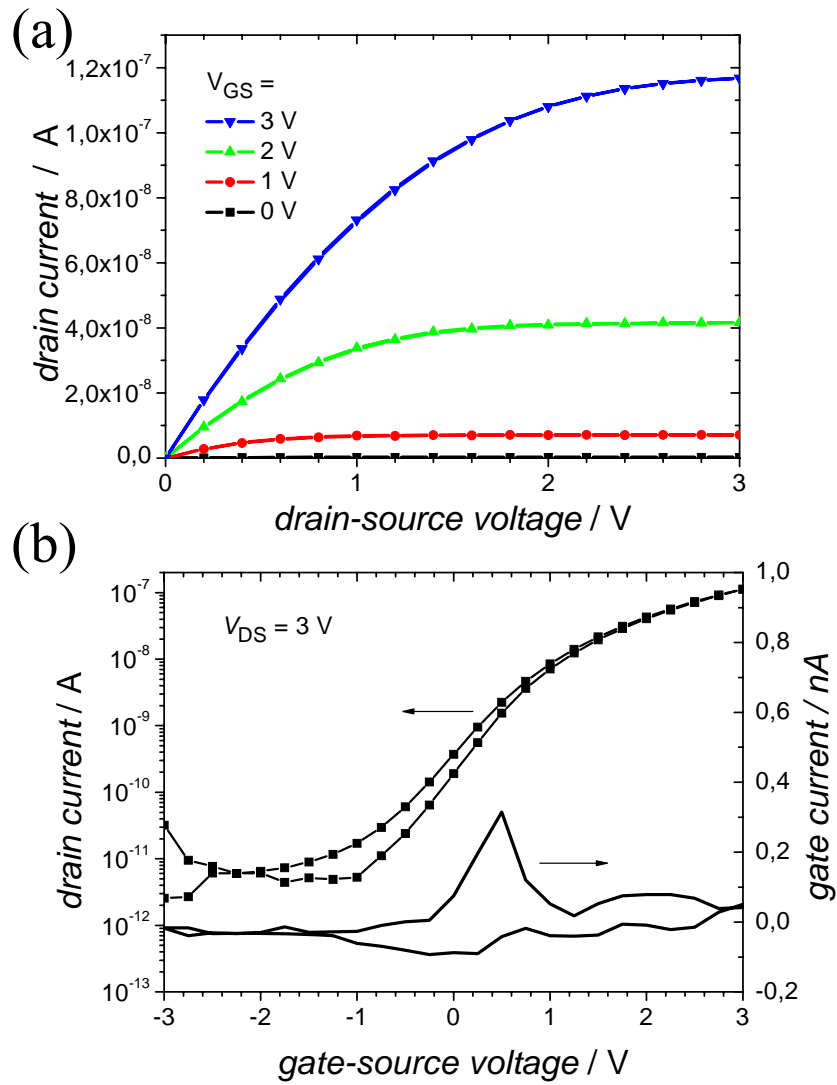 (a)
1,2x10-7
1,0x10-7
8,0x10-8
6,0x10-8
4,0x10-8
2,0x10-8
0,0
drain current / A
VGS =
3 V
2 V
1 V
0 V
0 1 2 3
drain-source voltage / V
(b)
10-7
10-8
10-9
10-10
10-11
10-12
10-13
drain current / A
VDS = 3 V
1,0
0,8
0,6
0,4
0,2
0,0
-0,2
gate current / nA
-3 -2 -1 0 1 2 3
gate-source voltage / V